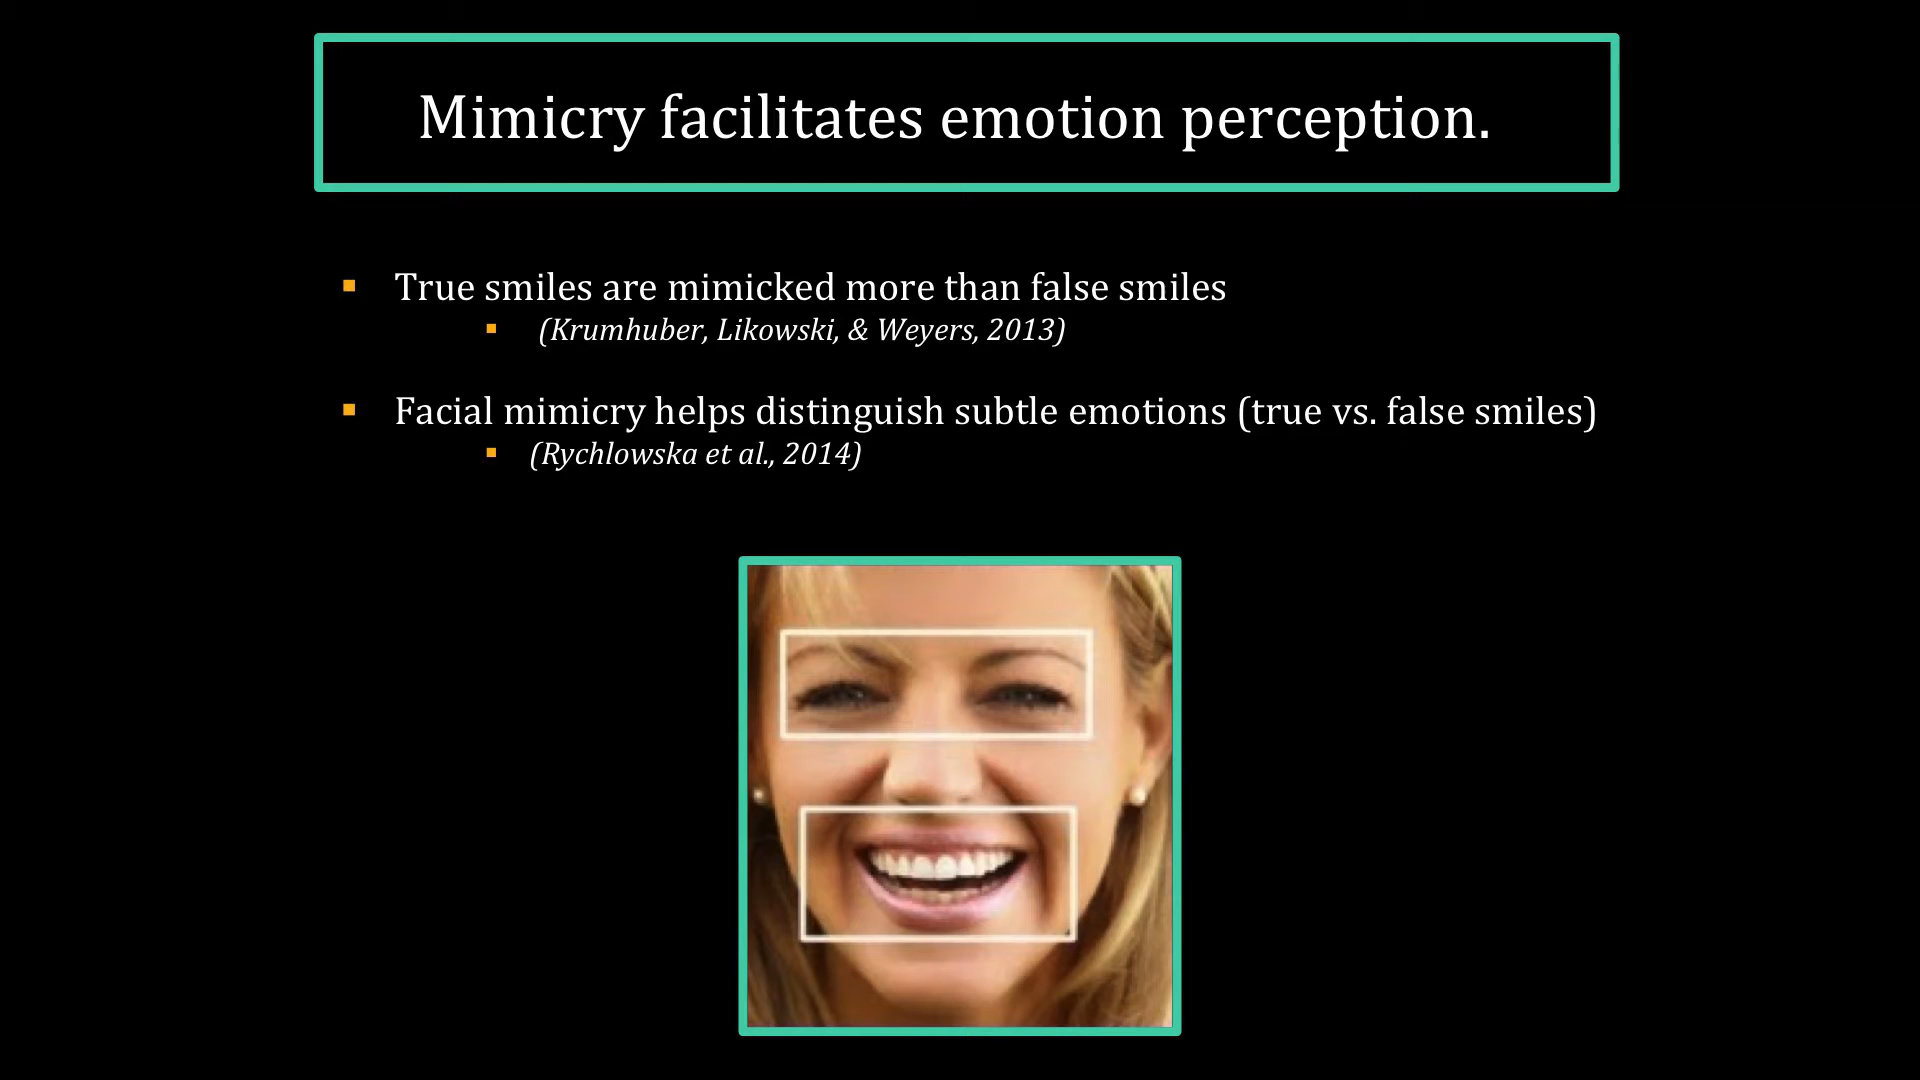 Mimicry facilitates emotion perception.
True smiles are mimicked more than false smiles
(Krumhuber, Likowski, & Weyers, 2013)
Facial mimicry helps distinguish subtle emotions (true vs. false smiles)
(Rychlowska et al., 2014)